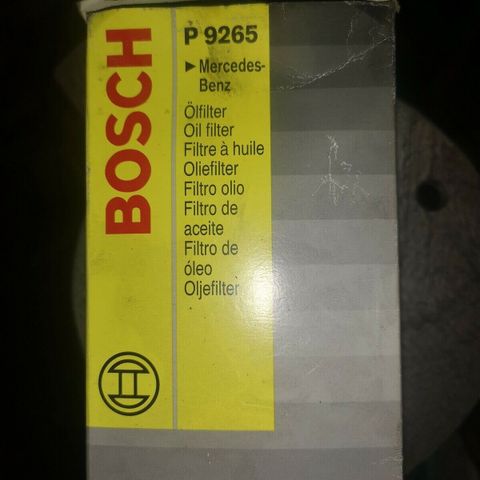 BOSCH
P 9265
► Mercedes-
Benz
Ölfilter
Oil filter
Filtre à huile
Oliefilter
Filtro olio
Filtro de
aceite
Filtro de
óleo
Oljefilter